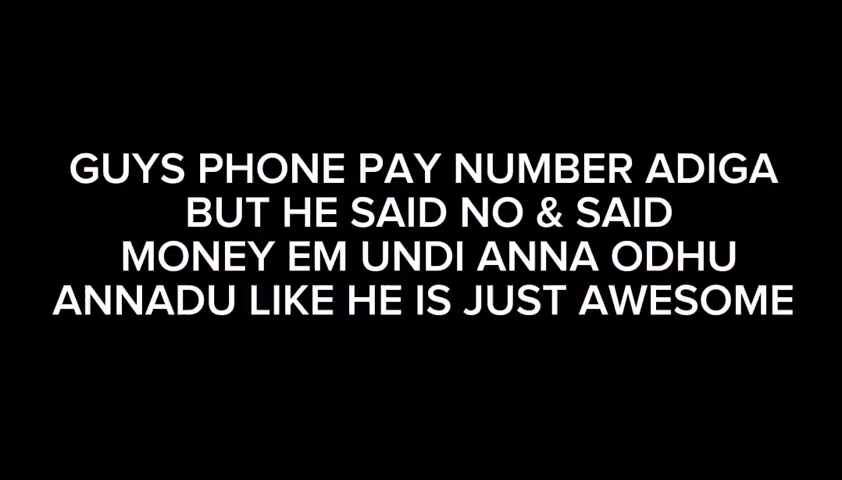 GUYS PHONE PAY NUMBER ADIGA
BUT HE SAID NO & SAID
MONEY EM UNDI ANNA ODHU
ANNADU LIKE HE IS JUST AWESOME